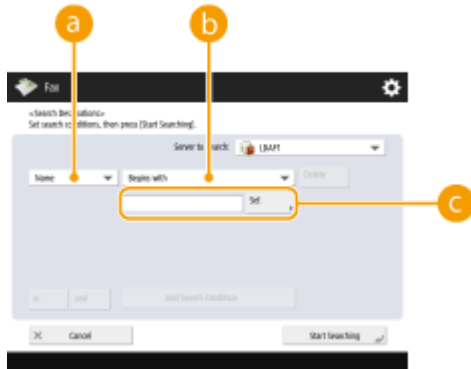 a
b
Fax
<Search Destinations>
Set search conditions, then press [Start Searching].
Server to Search:
LDAP1
Name
Begins with
Delete
Set
c
or
and
Add Search Condition
Cancel
Start Searching